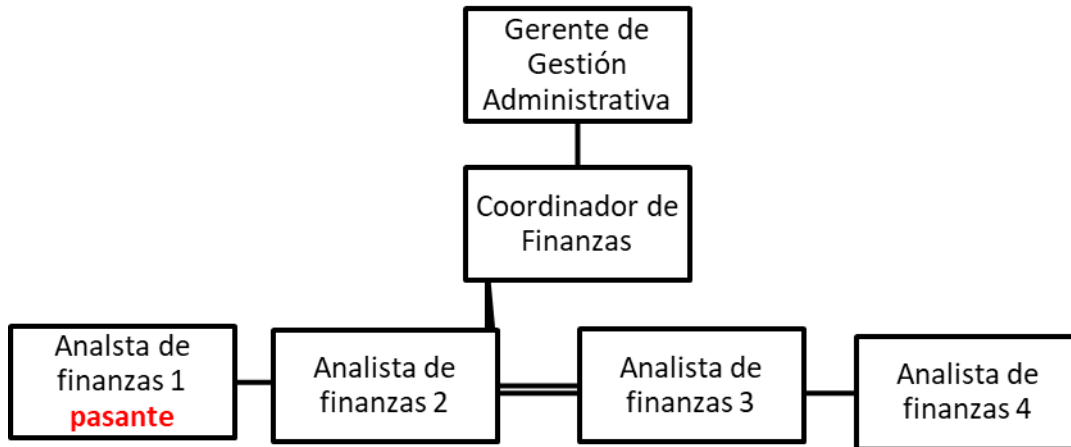 Gerente de
Gestión
Administrativa
Coordinador de
Finanzas
Analsta de
finanzas 1
pasante
Analista de
finanzas 2
Analista de
finanzas 3
Analista de
finanzas 4